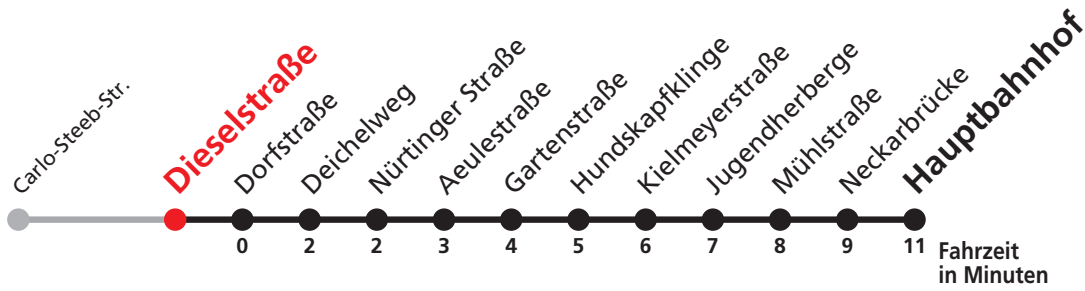 Carlo-Steeb-Str.
Dieselstraße
Dorfstraße
Deichelweg
Nürtinger Straße
Aeulestraße
Gartenstraße
Hundskapfklinge
Kielmeyerstraße
Jugendherberge
Mühlstraße
Neckarbrücke
Hauptbahnhof
0 2 2 3 4 5 6 7 8 9 11
Fahrzeit
in Minuten